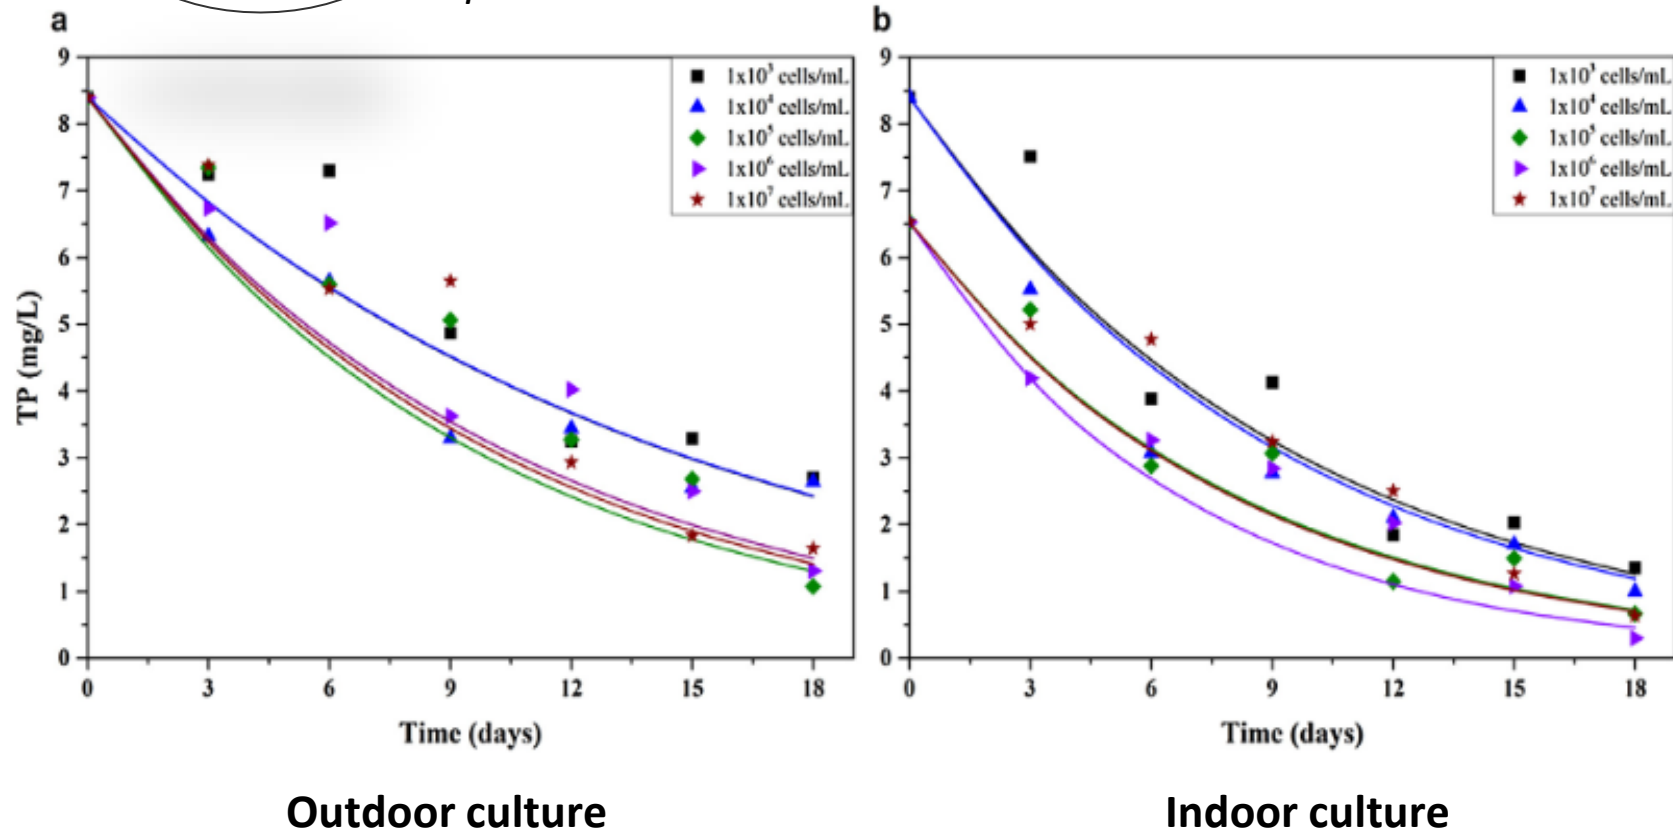 a
9
8
7
6
5
4
3
2
1
0
0 3 6 9 12 15 18
TP (mg/L)
Time (days)
1x10³ cells/mL
1x10⁴ cells/mL
1x10⁵ cells/mL
1x10⁶ cells/mL
1x10⁷ cells/mL
Outdoor culture
b
9
8
7
6
5
4
3
2
1
0
0 3 6 9 12 15 18
Time (days)
1x10³ cells/mL
1x10⁴ cells/mL
1x10⁵ cells/mL
1x10⁶ cells/mL
1x10⁷ cells/mL
Indoor culture